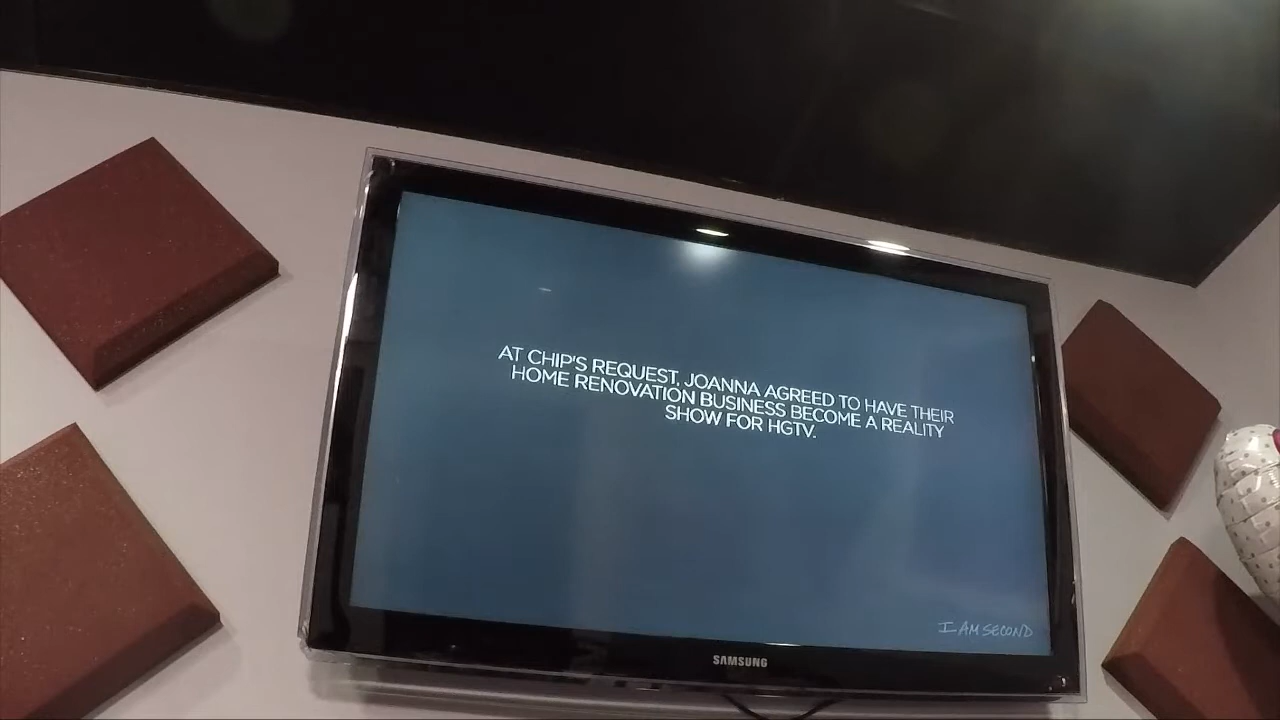 AT CHIP'S REQUEST, JOANNA AGREED TO HAVE THEIR
HOME RENOVATION BUSINESS BECOME A REALITY
SHOW FOR HGTV.
I AM SECOND
SAMSUNG